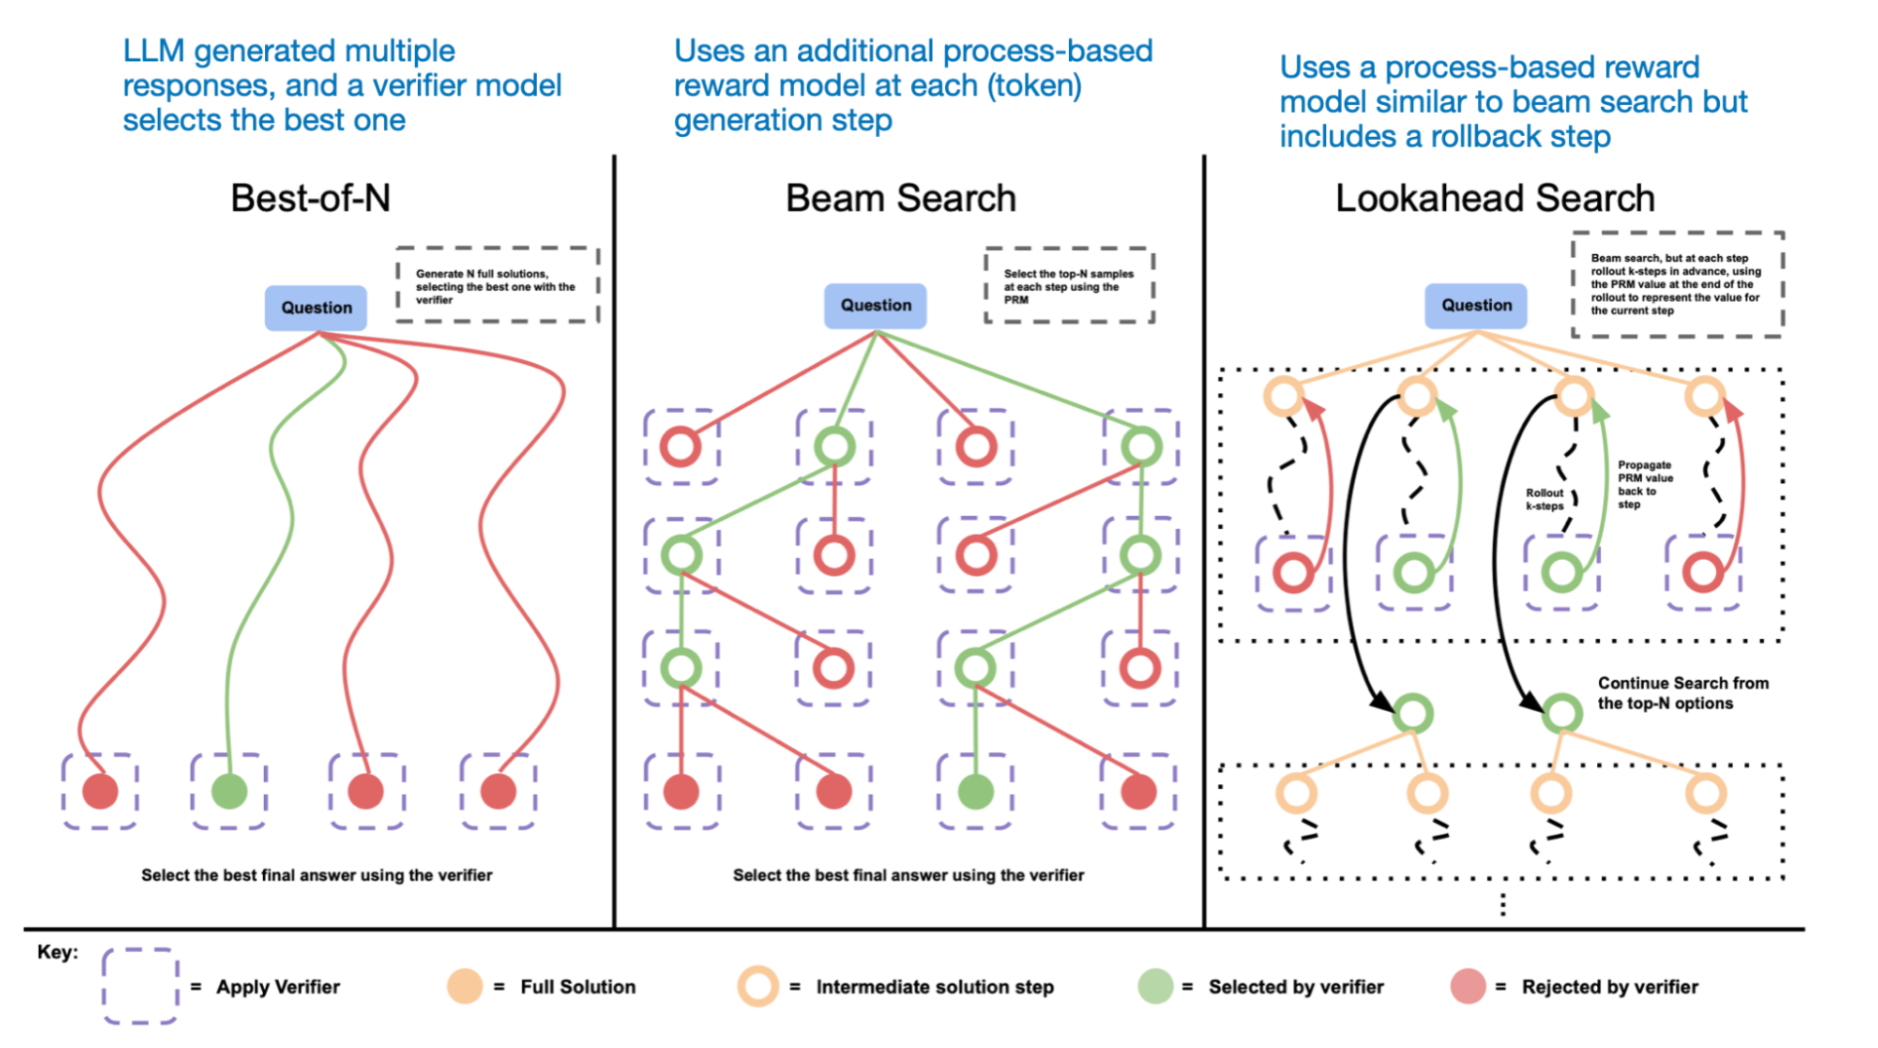 LLM generated multiple
responses, and a verifier model
selects the best one
Uses an additional process-based
reward model at each (token)
generation step
Uses a process-based reward
model similar to beam search but
includes a rollback step
Best-of-N
Generate N full solutions,
selecting the best one with the
verifier
Question
Select the best final answer using the verifier
Beam Search
Select the top-N samples
at each step using the
PRM
Question
Select the best final answer using the verifier
Lookahead Search
Beam search, but at each step
rollout k-steps in advance, using
the PRM value at the end of the
rollout to represent the value for
the current step
Question
Rollout
k-steps
Propagate
PRM value
back to
step
Continue Search from
the top-N options
Key:
= Apply Verifier
= Full Solution
= Intermediate solution step
= Selected by verifier
= Rejected by verifier